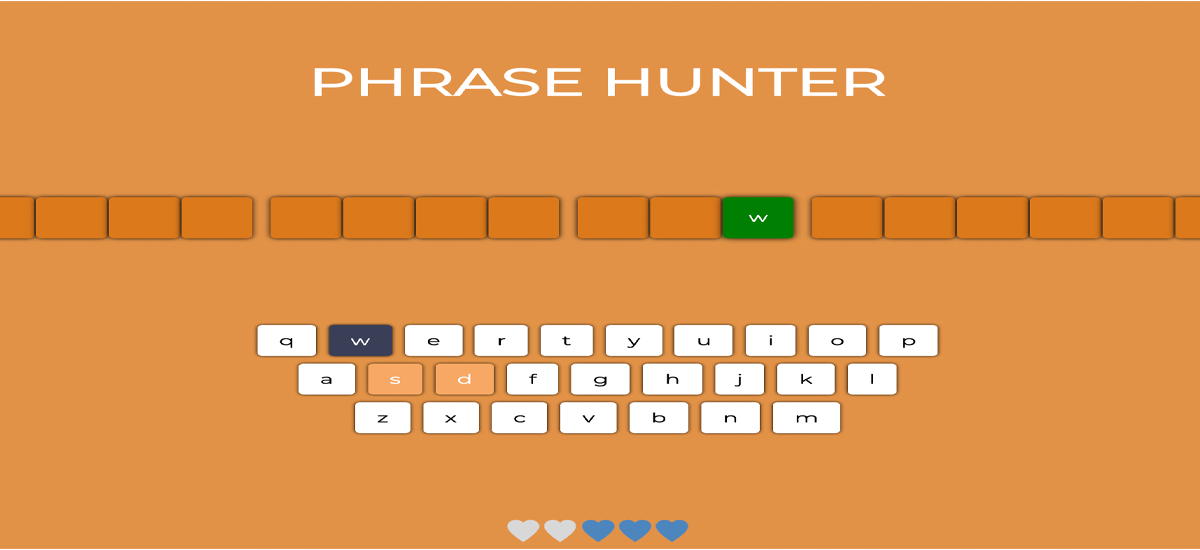 PHRASE HUNTER
w
q w e r t y u i o p
a s d f g h j k l
z x c v b n m